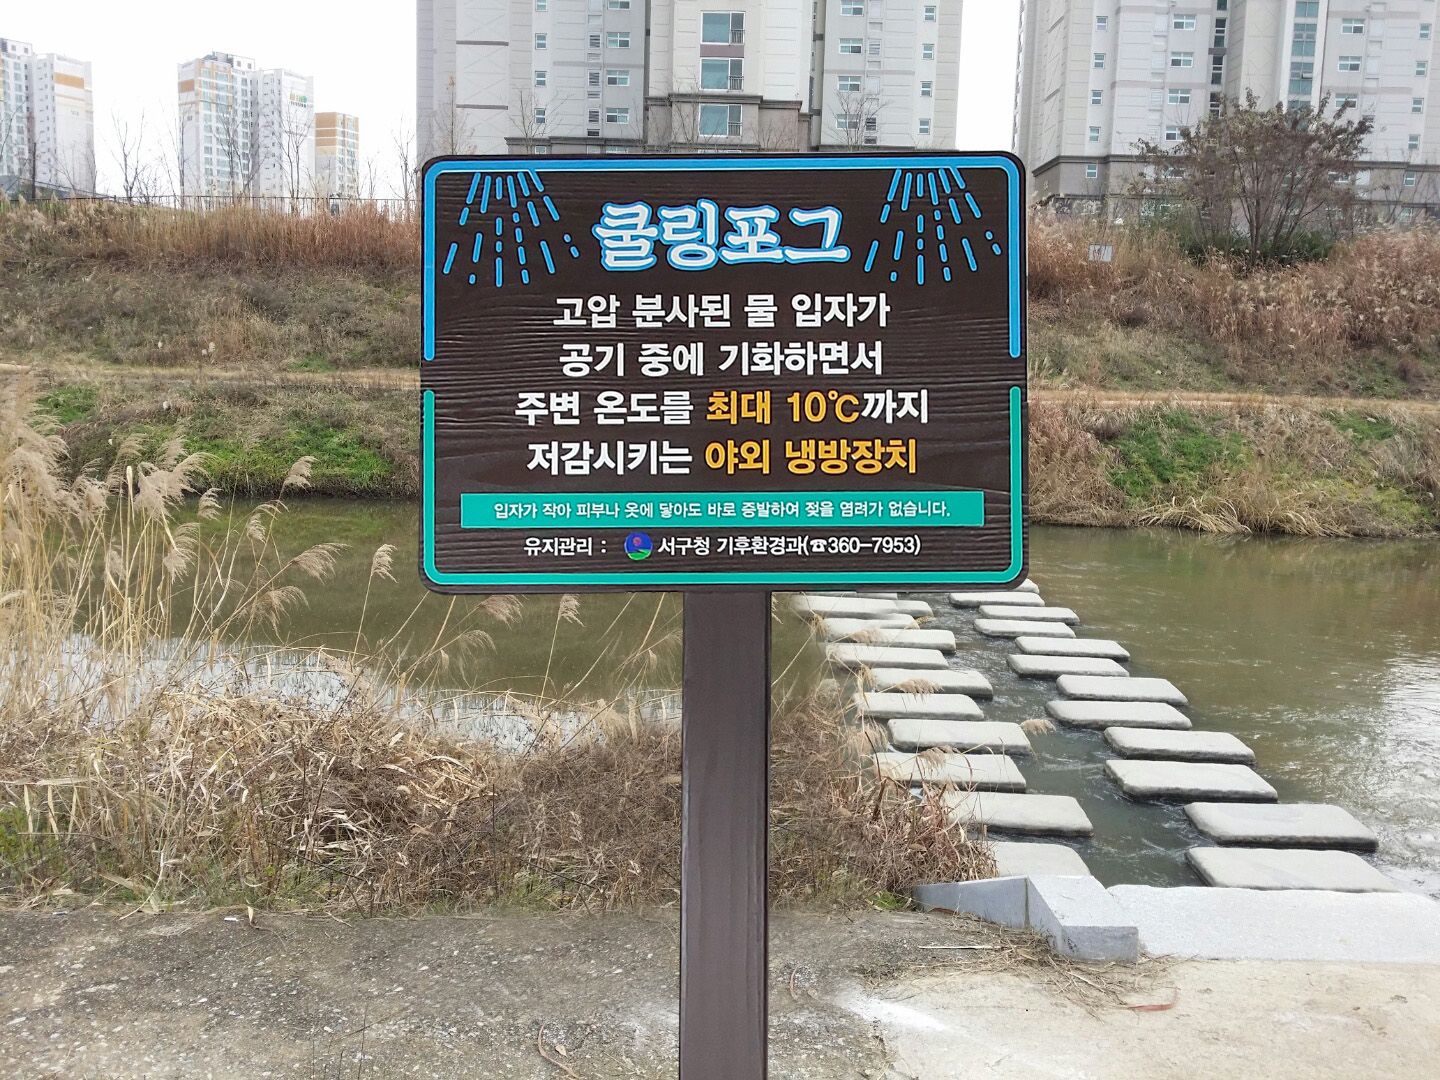 쿨링포그
고압 분사된 물 입자가
공기 중에 기화하면서
주변 온도를 최대 10℃까지
저감시키는 야외 냉방장치
입자가 작아 피부나 옷에 닿아도 바로 증발하여 젖을 염려가 없습니다.
유지관리 : 서구청 기후환경과(☎360-7953)